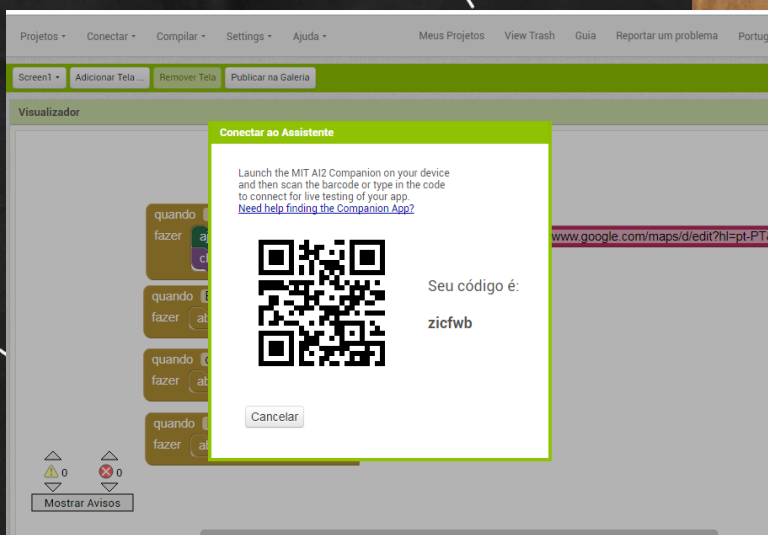 Projetos Conectar Compilar Settings Ajuda Meus Projetos View Trash Guia Reportar um problema
Screen1 Adicionar Tela ... Remover Tela Publicar na Galeria
Visualizador
Conectar ao Assistente
Launch the MIT AI2 Companion on your device
and then scan the barcode or type in the code
to connect for live testing of your app.
Need help finding the Companion App?
quando
fazer
www.google.com/maps/d/edit?hl=pt-PT
Seu código é:
zicfwb
quando
fazer
quando
fazer
quando
fazer
Cancelar
0 0
Mostrar Avisos